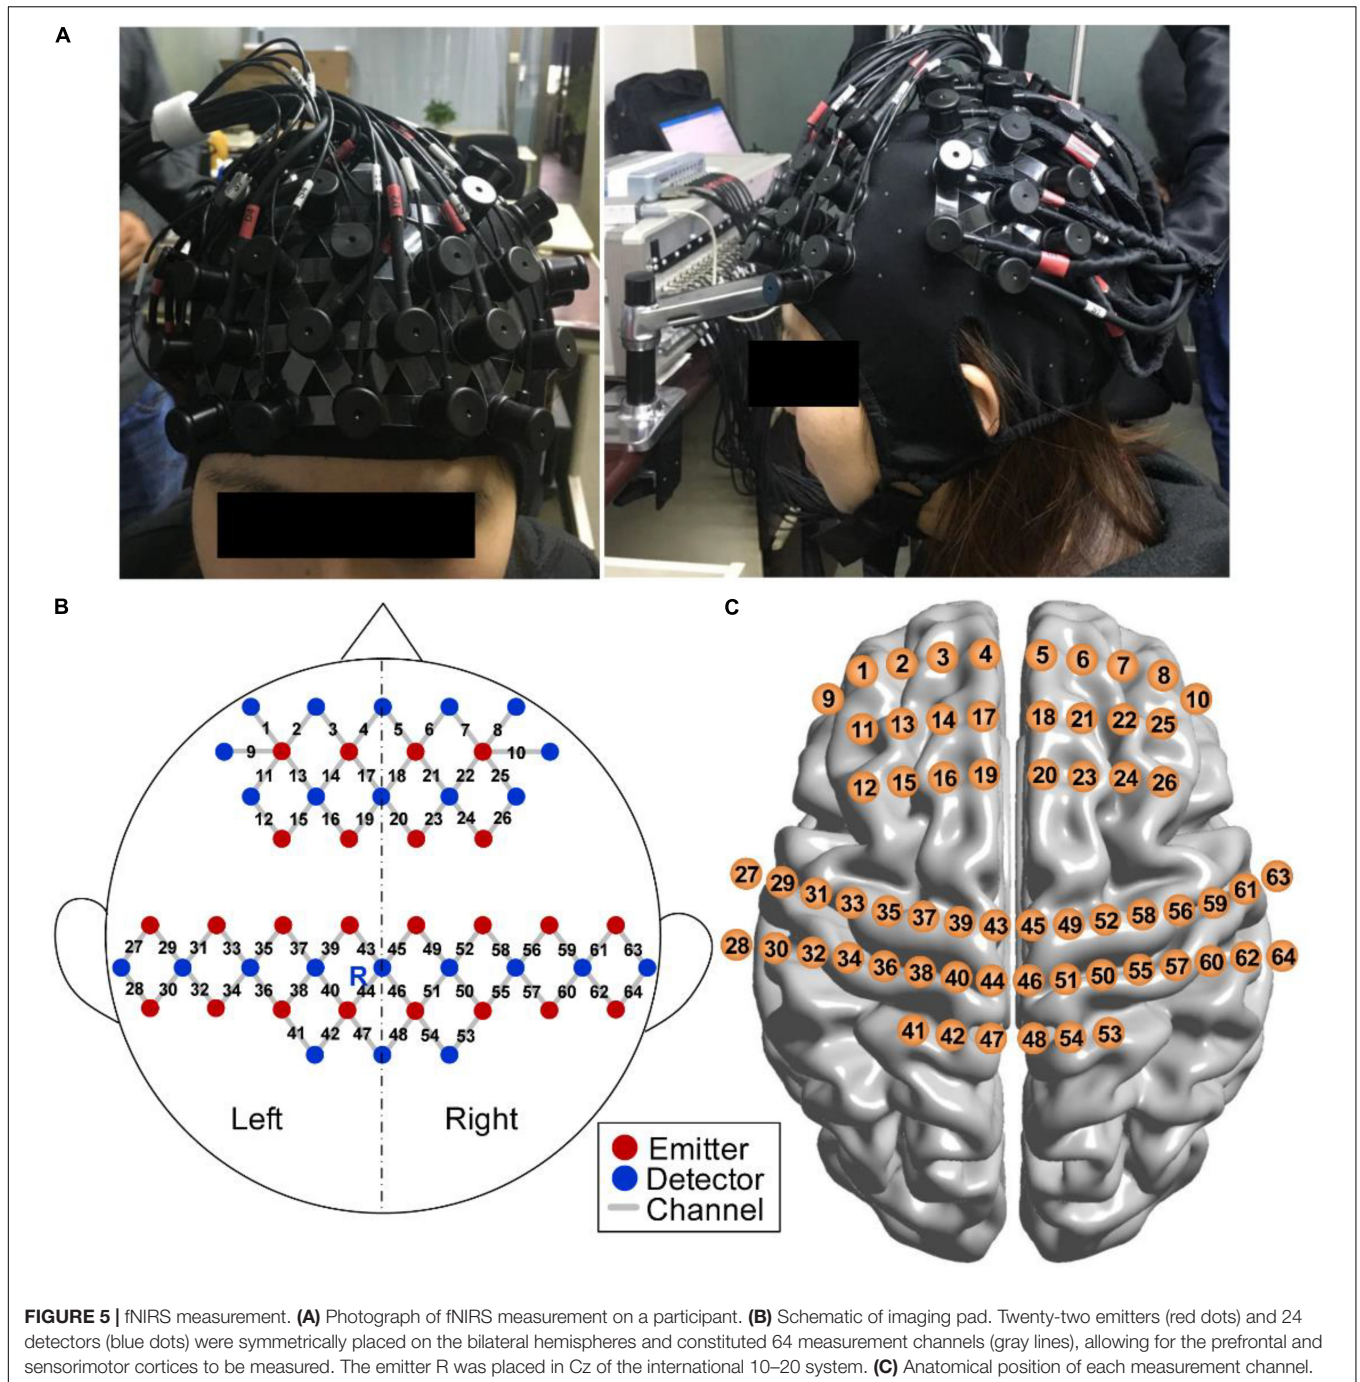 A
B
C
1 2 3 4 5 6 7 8
9 10
11 13 14 17 18 21 22 25
12 15 16 19 20 23 24 26
27 29 31 33 35 37 39 43 45 49 52 58 56 59 61 63
R
28 30 32 34 36 38 40 44 46 51 50 55 57 60 62 64
41 42 47 48 54 53
Left Right
Emitter
Detector
Channel
1 2 3 4 5 6 7 8
9 10
11 13 14 17 18 21 22 25
12 15 16 19 20 23 24 26
27 29 31 33 35 37 39 43 45 49 52 58 56 59 61 63
28 30 32 34 36 38 40 44 46 51 50 55 57 60 62 64
41 42 47 48 54 53
FIGURE 5 | fNIRS measurement. (A) Photograph of fNIRS measurement on a participant. (B) Schematic of imaging pad. Twenty-two emitters (red dots) and 24
detectors (blue dots) were symmetrically placed on the bilateral hemispheres and constituted 64 measurement channels (gray lines), allowing for the prefrontal and
sensorimotor cortices to be measured. The emitter R was placed in Cz of the international 10–20 system. (C) Anatomical position of each measurement channel.